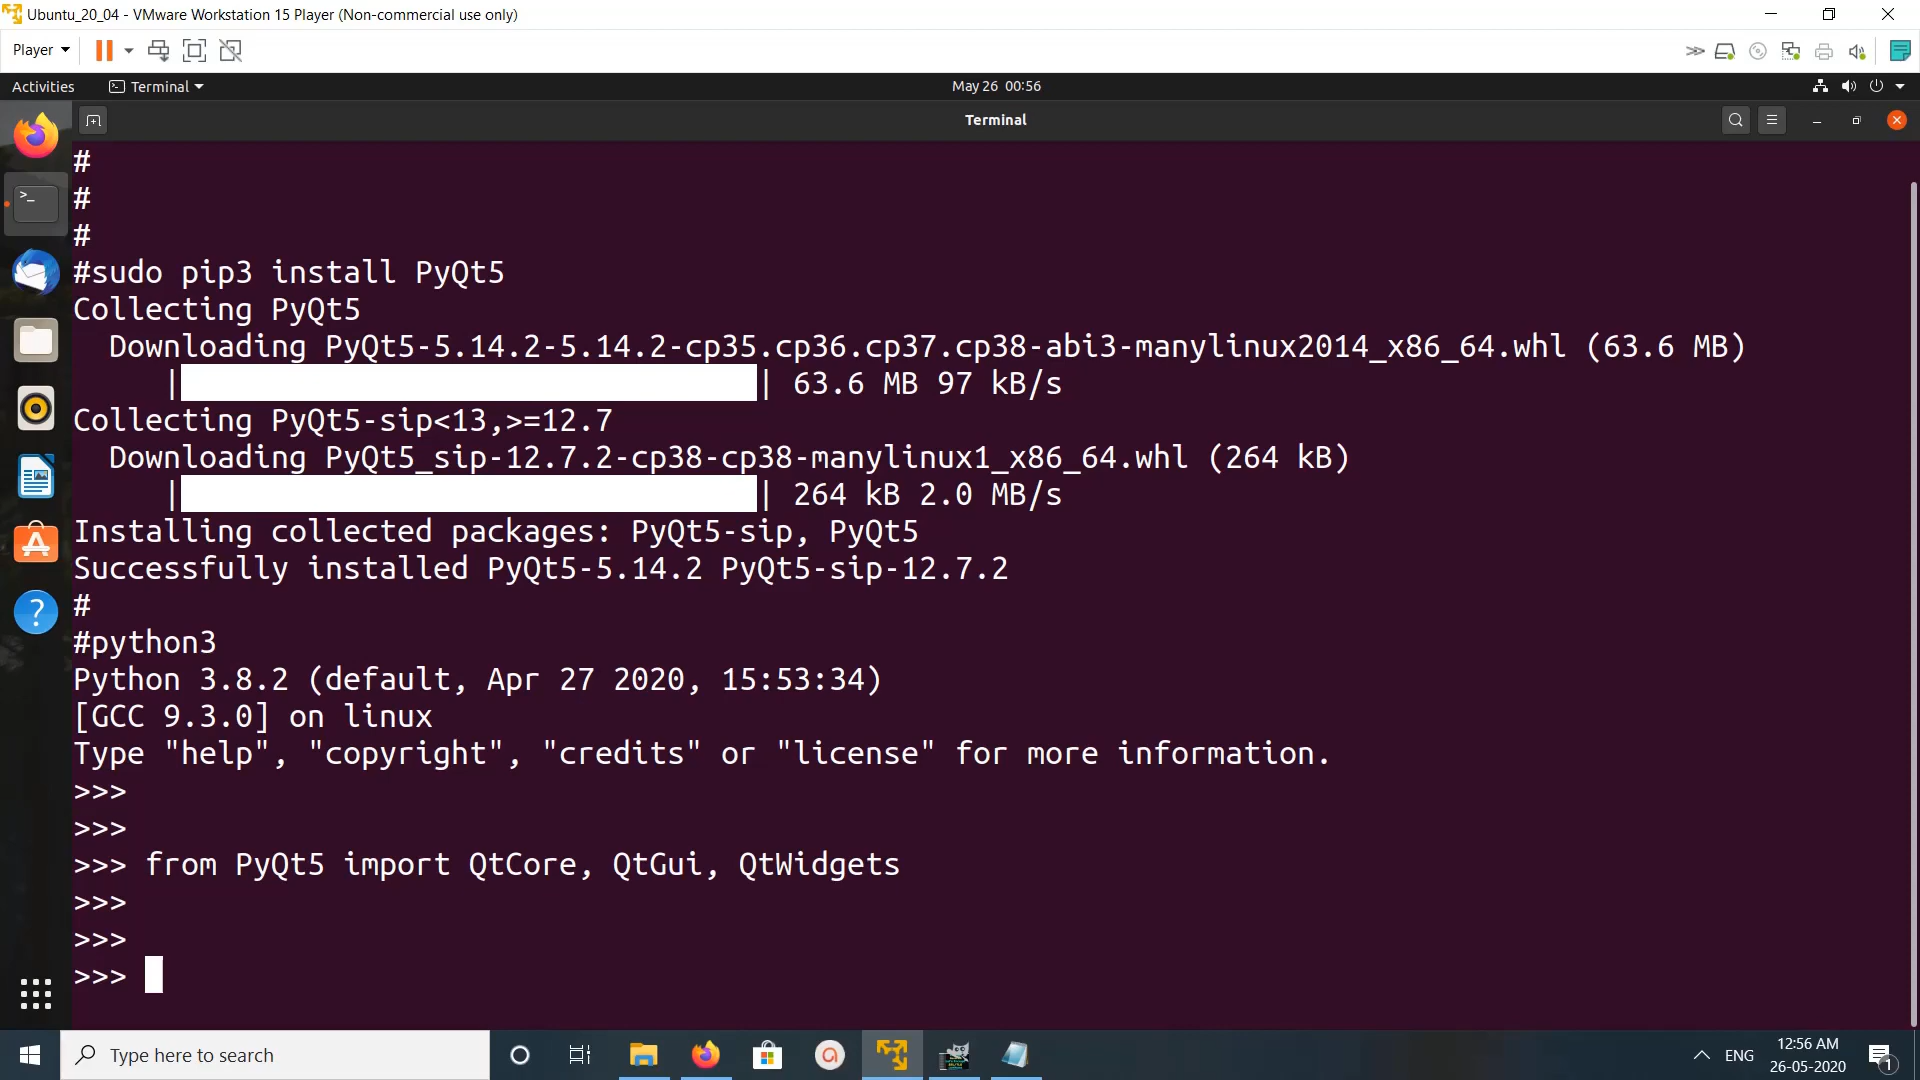 Ubuntu_20_04 - VMware Workstation 15 Player (Non-commercial use only)
Player
Activities
Terminal
May 26 00:56
Terminal
#
#
#
#sudo pip3 install PyQt5
Collecting PyQt5
  Downloading PyQt5-5.14.2-5.14.2-cp35.cp36.cp37.cp38-abi3-manylinux2014_x86_64.whl (63.6 MB)
     | | 63.6 MB 97 kB/s
Collecting PyQt5-sip<13,>=12.7
  Downloading PyQt5_sip-12.7.2-cp38-cp38-manylinux1_x86_64.whl (264 kB)
     | | 264 kB 2.0 MB/s
Installing collected packages: PyQt5-sip, PyQt5
Successfully installed PyQt5-5.14.2 PyQt5-sip-12.7.2
#
#python3
Python 3.8.2 (default, Apr 27 2020, 15:53:34)
[GCC 9.3.0] on linux
Type "help", "copyright", "credits" or "license" for more information.
>>>
>>>
>>> from PyQt5 import QtCore, QtGui, QtWidgets
>>>
>>>
>>>
Type here to search
ENG
12:56 AM
26-05-2020
1